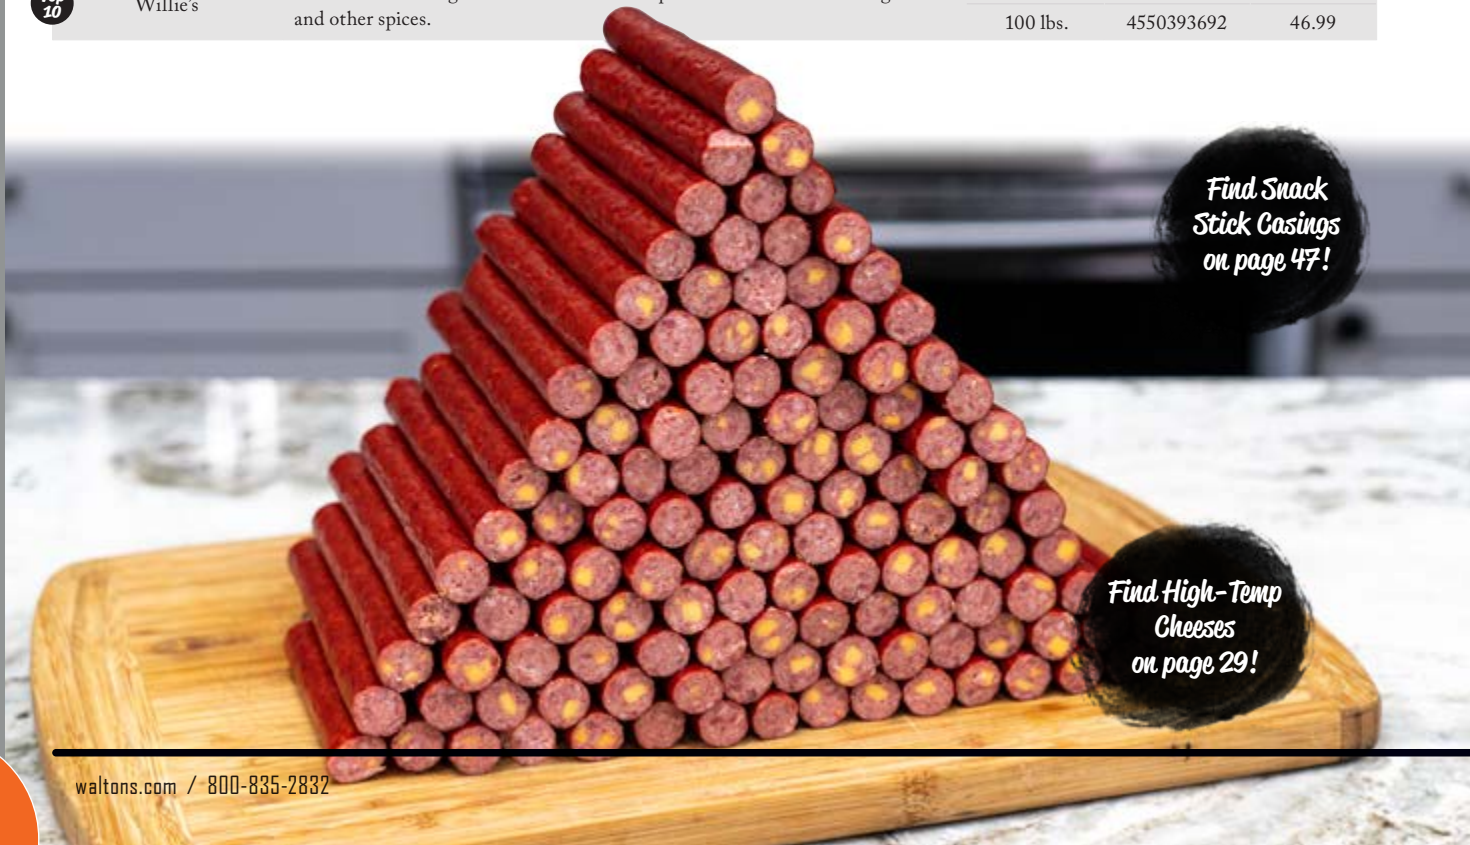 10
Willie's
and other spices.
100 lbs. 4550393692 46.99
Find Snack
Stick Casings
on page 47!
Find High-Temp
Cheeses
on page 29!
waltons.com / 800-835-2832